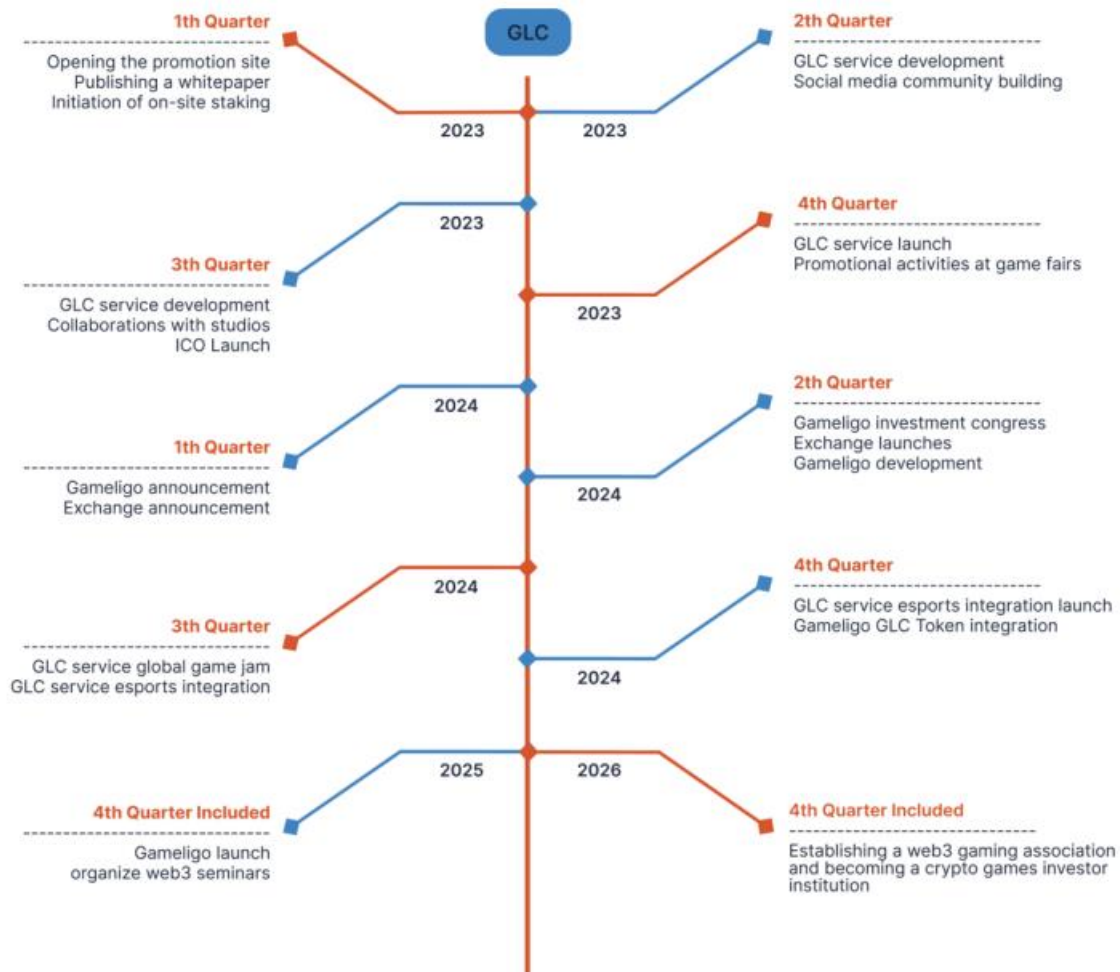 GLC
1th Quarter
Opening the promotion site
Publishing a whitepaper
Initiation of on-site staking
2023
2th Quarter
GLC service development
Social media community building
2023
2023
3th Quarter
GLC service development
Collaborations with studios
ICO Launch
4th Quarter
GLC service launch
Promotional activities at game fairs
2023
2024
1th Quarter
Gameligo announcement
Exchange announcement
2th Quarter
Gameligo investment congress
Exchange launches
Gameligo development
2024
2024
3th Quarter
GLC service global game jam
GLC service esports integration
4th Quarter
GLC service esports integration launch
Gameligo GLC Token integration
2024
2025
4th Quarter Included
Gameligo launch
organize web3 seminars
2026
4th Quarter Included
Establishing a web3 gaming association
and becoming a crypto games investor
institution